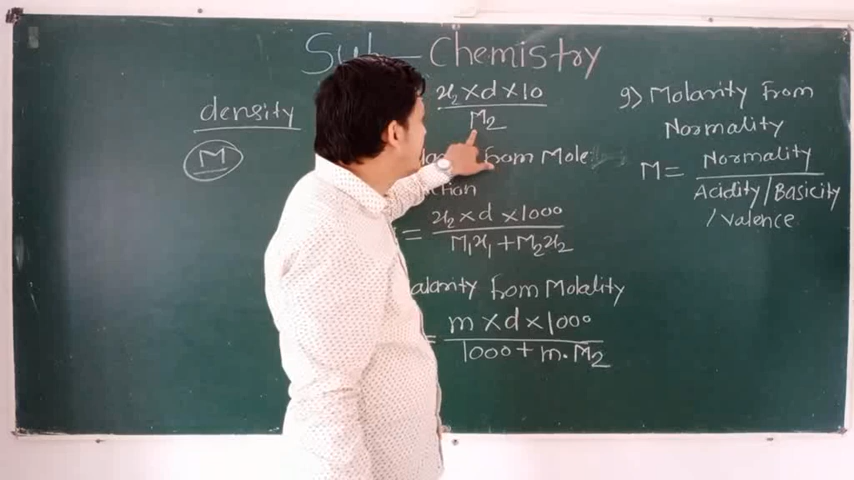 Sub - Chemistry
density
M
x₂ × d × 10
M₂
from Mole
x₂ × d × 1000
= M₁x₁ + M₂x₂
alarity from Molality
m × d × 1000
= 1000 + m. M₂
9) Molarity from
Normality
M = Normality
Acidity / Basicity
/ Valence